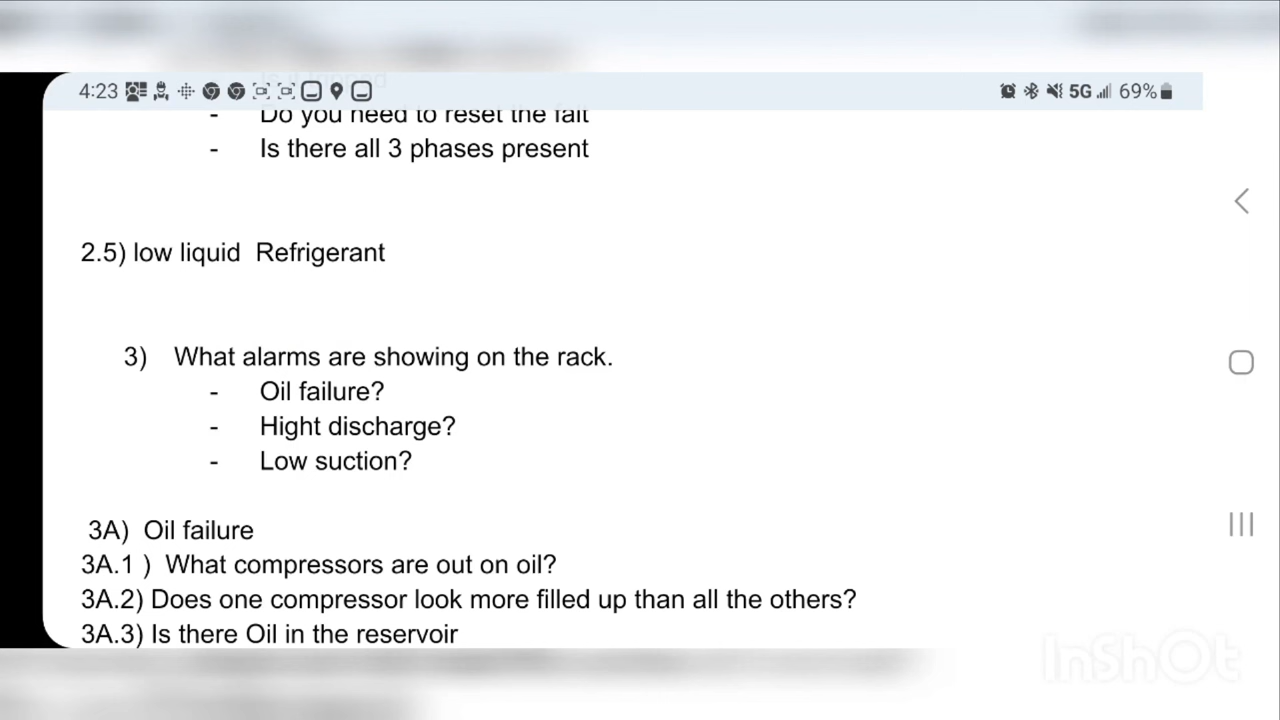 4:23 5G 69%
- Do you need to reset the fait
- Is there all 3 phases present
2.5) low liquid Refrigerant
3) What alarms are showing on the rack.
- Oil failure?
- Hight discharge?
- Low suction?
3A) Oil failure
3A.1 ) What compressors are out on oil?
3A.2) Does one compressor look more filled up than all the others?
3A.3) Is there Oil in the reservoir
InShOt